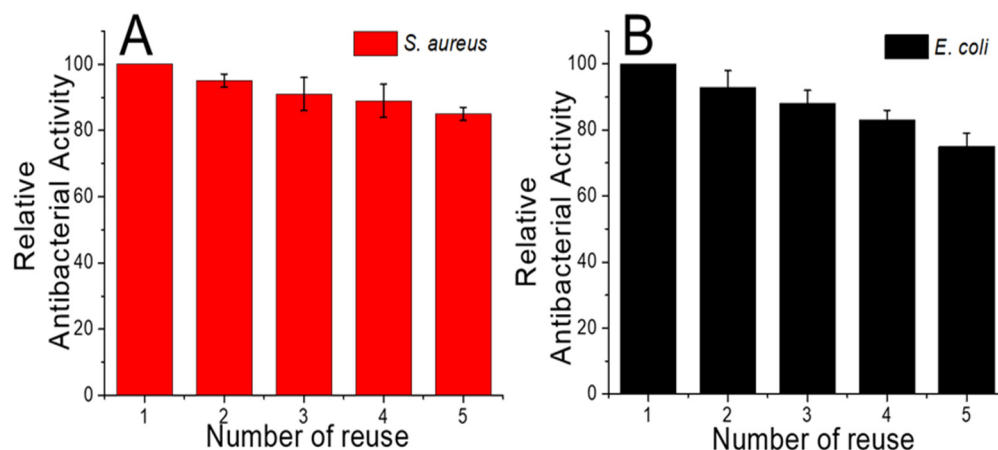 A
S. aureus
Relative
Antibacterial Activity
100
80
60
40
20
0
1 2 3 4 5
Number of reuse
B
E. coli
Relative
Antibacterial Activity
100
80
60
40
20
0
1 2 3 4 5
Number of reuse